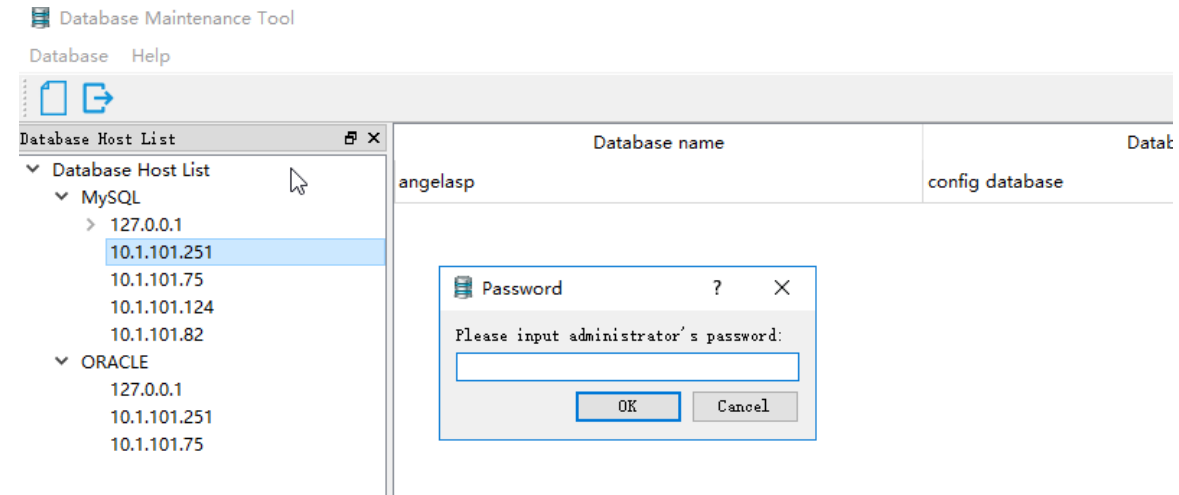 Database Maintenance Tool
Database Help
Database Host List
Database name Datab
Database Host List
MySQL
127.0.0.1
10.1.101.251
10.1.101.75
10.1.101.124
10.1.101.82
ORACLE
127.0.0.1
10.1.101.251
10.1.101.75
angelasp config database
Password ?
Please input administrator's password:
OK Cancel